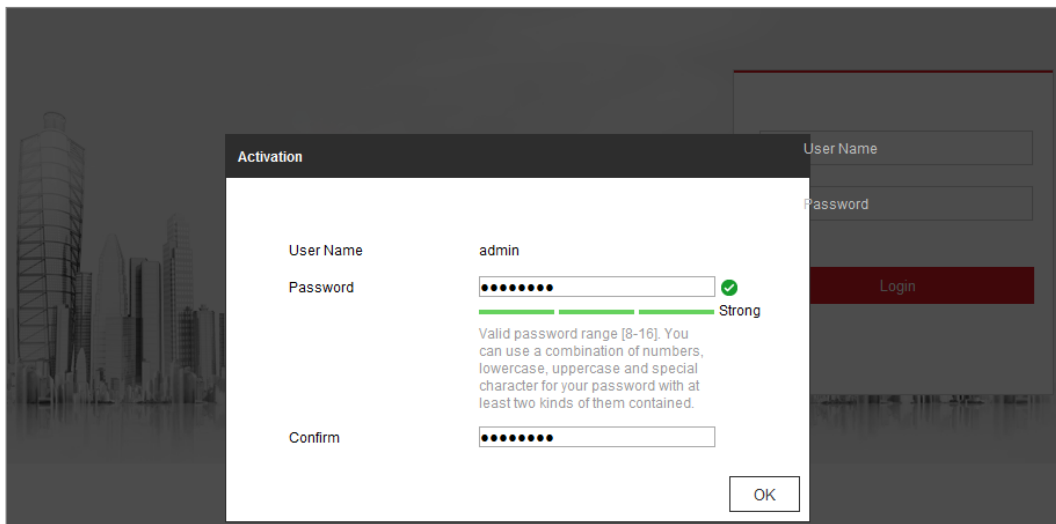 Activation
User Name
Password
Login
User Name admin
Password ●●●●●●●●
Strong
Valid password range [8-16]. You
can use a combination of numbers,
lowercase, uppercase and special
character for your password with at
least two kinds of them contained.
Confirm ●●●●●●●●
OK